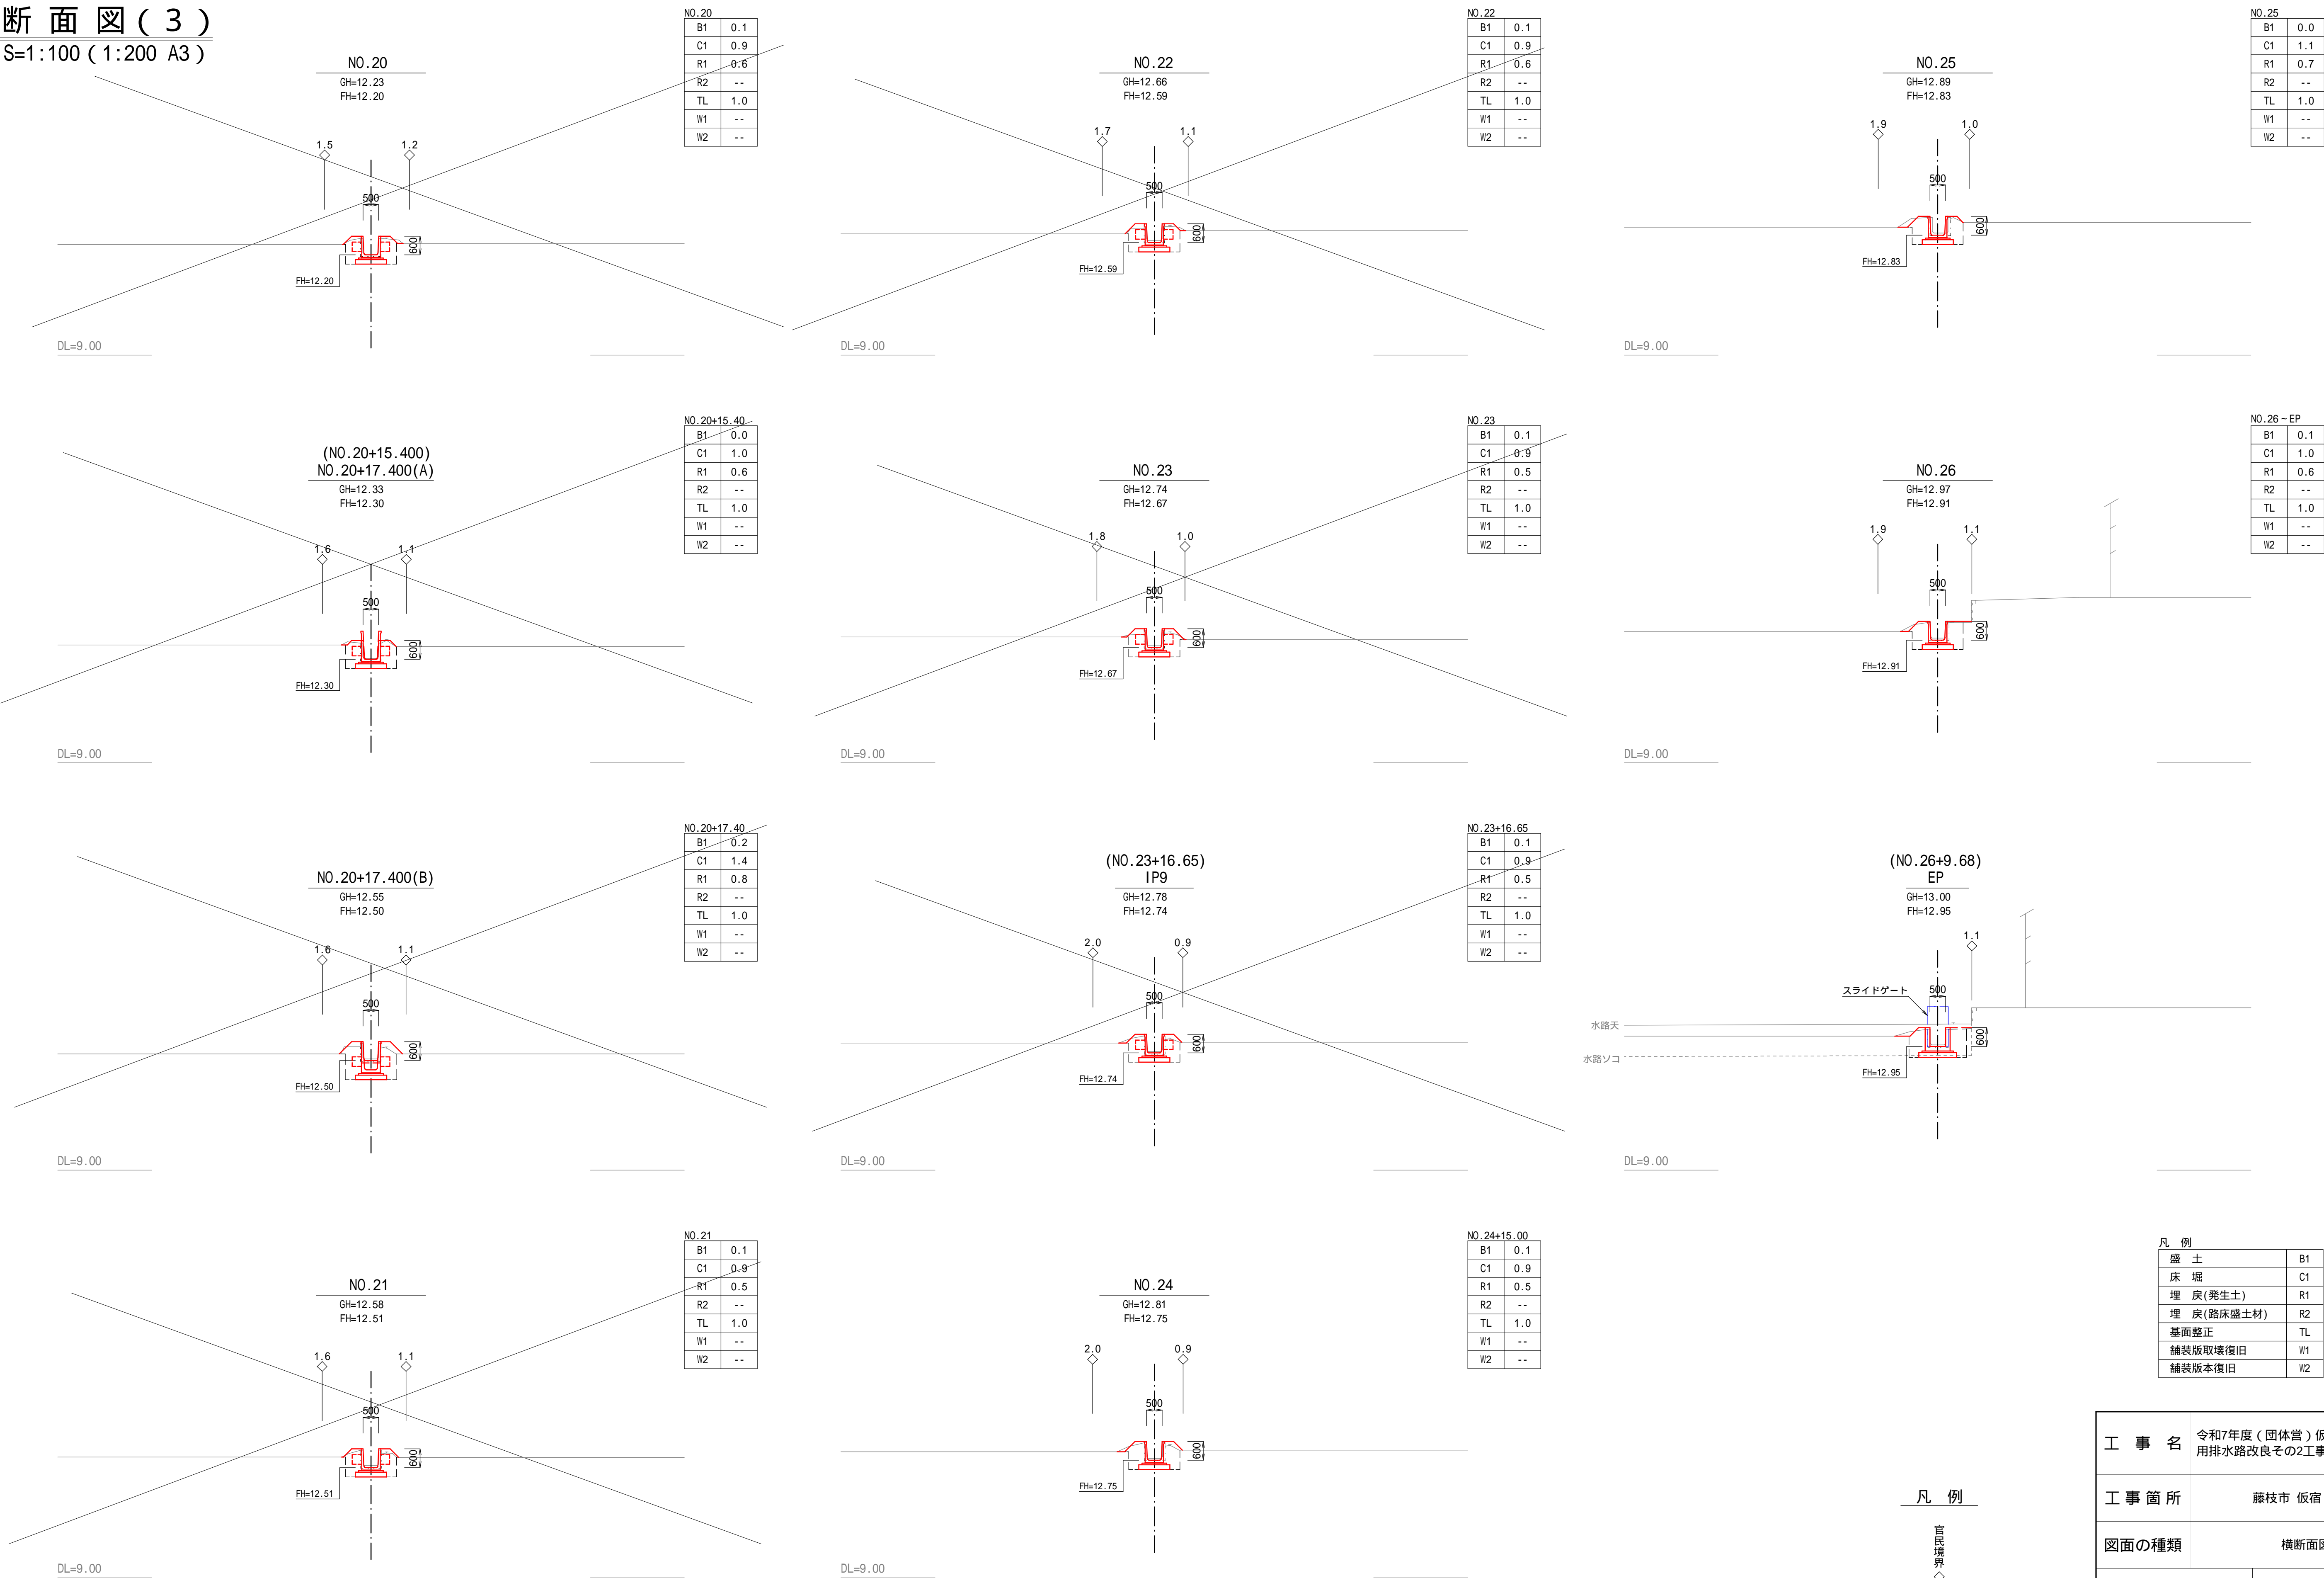 断面図(3)
S=1:100(1:200 A3)
NO.20
GH=12.23
FH=12.20
1.5
1.2
500
600
FH=12.20
DL=9.00
NO.20
B1 0.1
C1 0.9
R1 0.6
R2 --
TL 1.0
W1 --
W2 --
NO.22
GH=12.66
FH=12.59
1.7
1.1
500
600
FH=12.59
DL=9.00
NO.22
B1 0.1
C1 0.9
R1 0.6
R2 --
TL 1.0
W1 --
W2 --
NO.25
GH=12.89
FH=12.83
1.9
1.0
500
600
FH=12.83
DL=9.00
NO.25
B1 0.0
C1 1.1
R1 0.7
R2 --
TL 1.0
W1 --
W2 --
(NO.20+15.400)
NO.20+17.400(A)
GH=12.33
FH=12.30
1.6
1.1
500
600
FH=12.30
DL=9.00
NO.20+15.40
B1 0.0
C1 1.0
R1 0.6
R2 --
TL 1.0
W1 --
W2 --
NO.23
GH=12.74
FH=12.67
1.8
1.0
500
600
FH=12.67
DL=9.00
NO.23
B1 0.1
C1 0.9
R1 0.5
R2 --
TL 1.0
W1 --
W2 --
NO.26
GH=12.97
FH=12.91
1.9
1.1
500
600
FH=12.91
DL=9.00
NO.26~EP
B1 0.1
C1 1.0
R1 0.6
R2 --
TL 1.0
W1 --
W2 --
NO.20+17.400(B)
GH=12.55
FH=12.50
1.6
1.1
500
600
FH=12.50
DL=9.00
NO.20+17.40
B1 0.2
C1 1.4
R1 0.8
R2 --
TL 1.0
W1 --
W2 --
(NO.23+16.65)
IP9
GH=12.78
FH=12.74
2.0
0.9
500
600
FH=12.74
DL=9.00
NO.23+16.65
B1 0.1
C1 0.9
R1 0.5
R2 --
TL 1.0
W1 --
W2 --
(NO.26+9.68)
EP
GH=13.00
FH=12.95
1.1
スライドゲート
500
600
水路天
水路ソコ
FH=12.95
DL=9.00
NO.21
GH=12.58
FH=12.51
1.6
1.1
500
600
FH=12.51
DL=9.00
NO.21
B1 0.1
C1 0.9
R1 0.5
R2 --
TL 1.0
W1 --
W2 --
NO.24
GH=12.81
FH=12.75
2.0
0.9
500
600
FH=12.75
DL=9.00
NO.24+15.00
B1 0.1
C1 0.9
R1 0.5
R2 --
TL 1.0
W1 --
W2 --
凡 例
盛 土 B1
床 堀 C1
埋 戻(発生土) R1
埋 戻(路床盛土材) R2
基面整正 TL
舗装版取壊復旧 W1
舗装版本復旧 W2
凡 例
官民境界
工事名 令和7年度(団体営)仮
用排水路改良その2工事
工事箇所 藤枝市 仮宿
図面の種類 横断面図